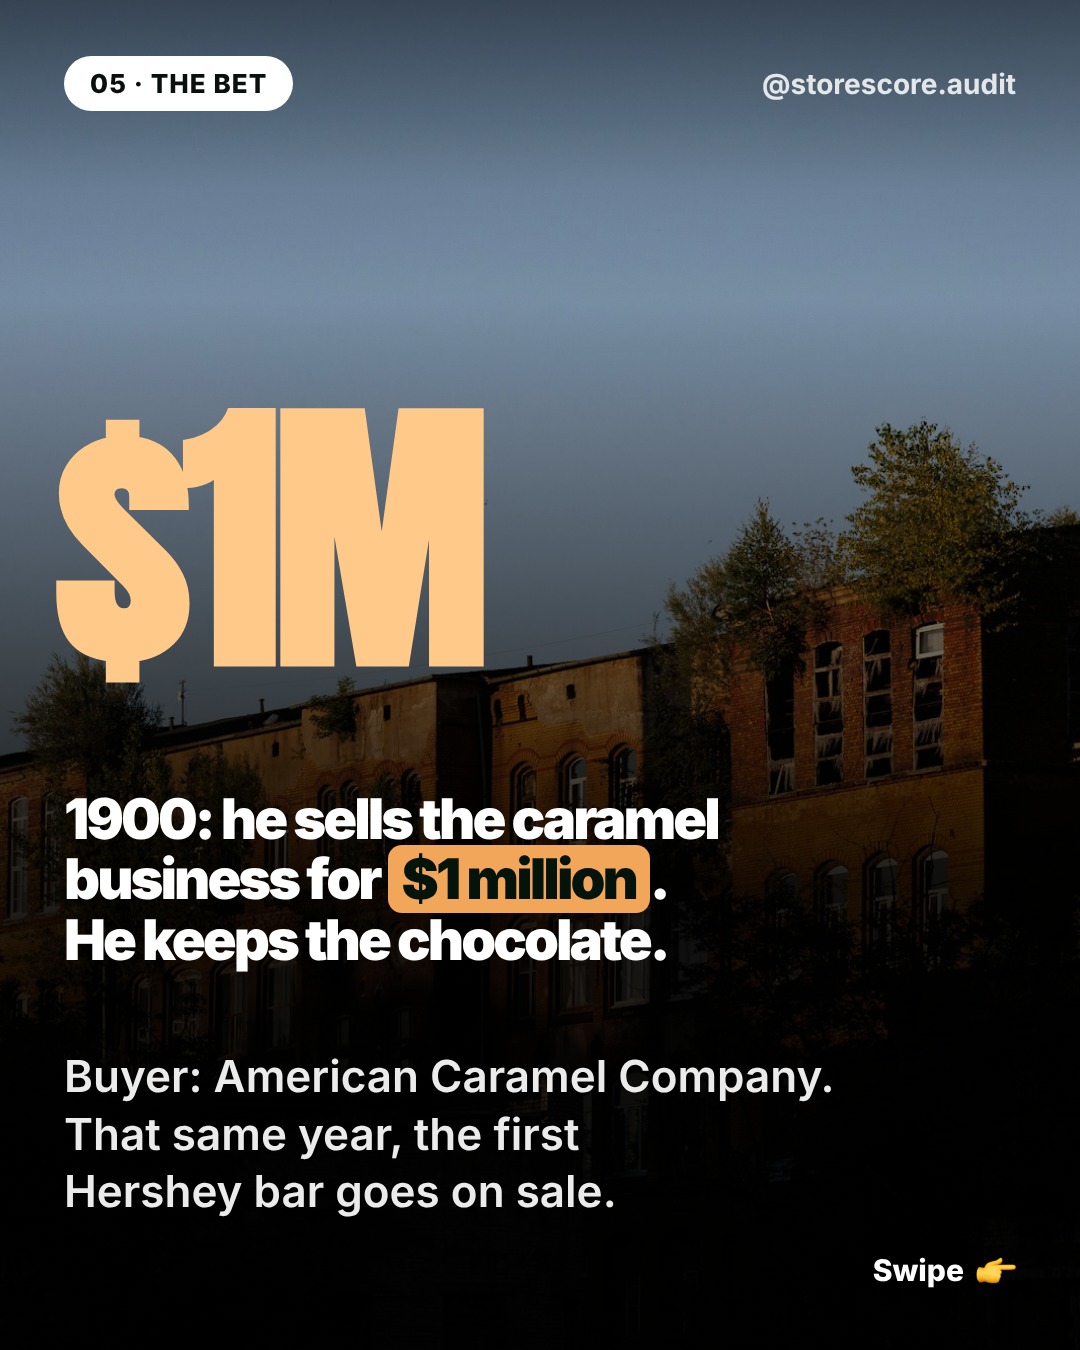 05 · THE BET
@storescore.audit
$1M
1900: he sells the caramel
business for $1 million.
He keeps the chocolate.
Buyer: American Caramel Company.
That same year, the first
Hershey bar goes on sale.
Swipe 👉